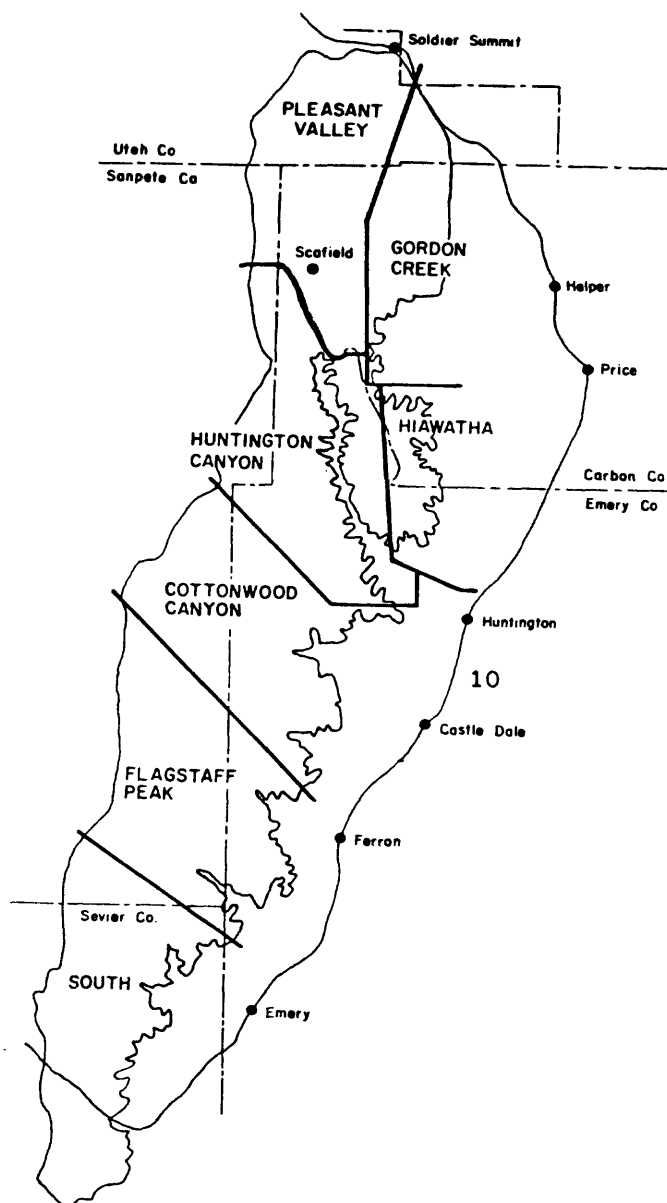 Soldier Summit
PLEASANT
VALLEY
Uteh Co
Sanpete Co
Scofield
GORDON
CREEK
Helper
Price
HUNTINGTON
CANYON
HIAWATHA
Carbon Co
Emery Co
COTTONWOOD
CANYON
Huntington
10
Castle Dale
FLAGSTAFF
PEAK
Ferron
Sevier Co.
SOUTH
Emery